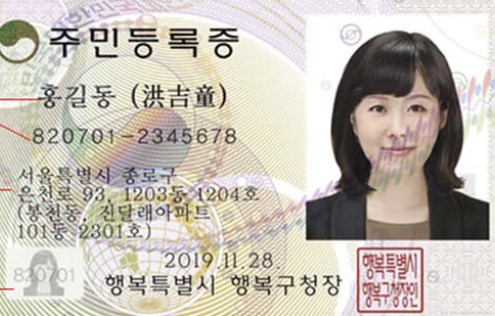 주민등록증
홍길동 (洪吉童)
820701-2345678
서울특별시 종로구
은천로 93, 1203동 1204호
(봉천동, 진달래아파트
101동 2301호)
820701
2019.11.28.
행복특별시 행복구청장
행복특별시
행복구청장인